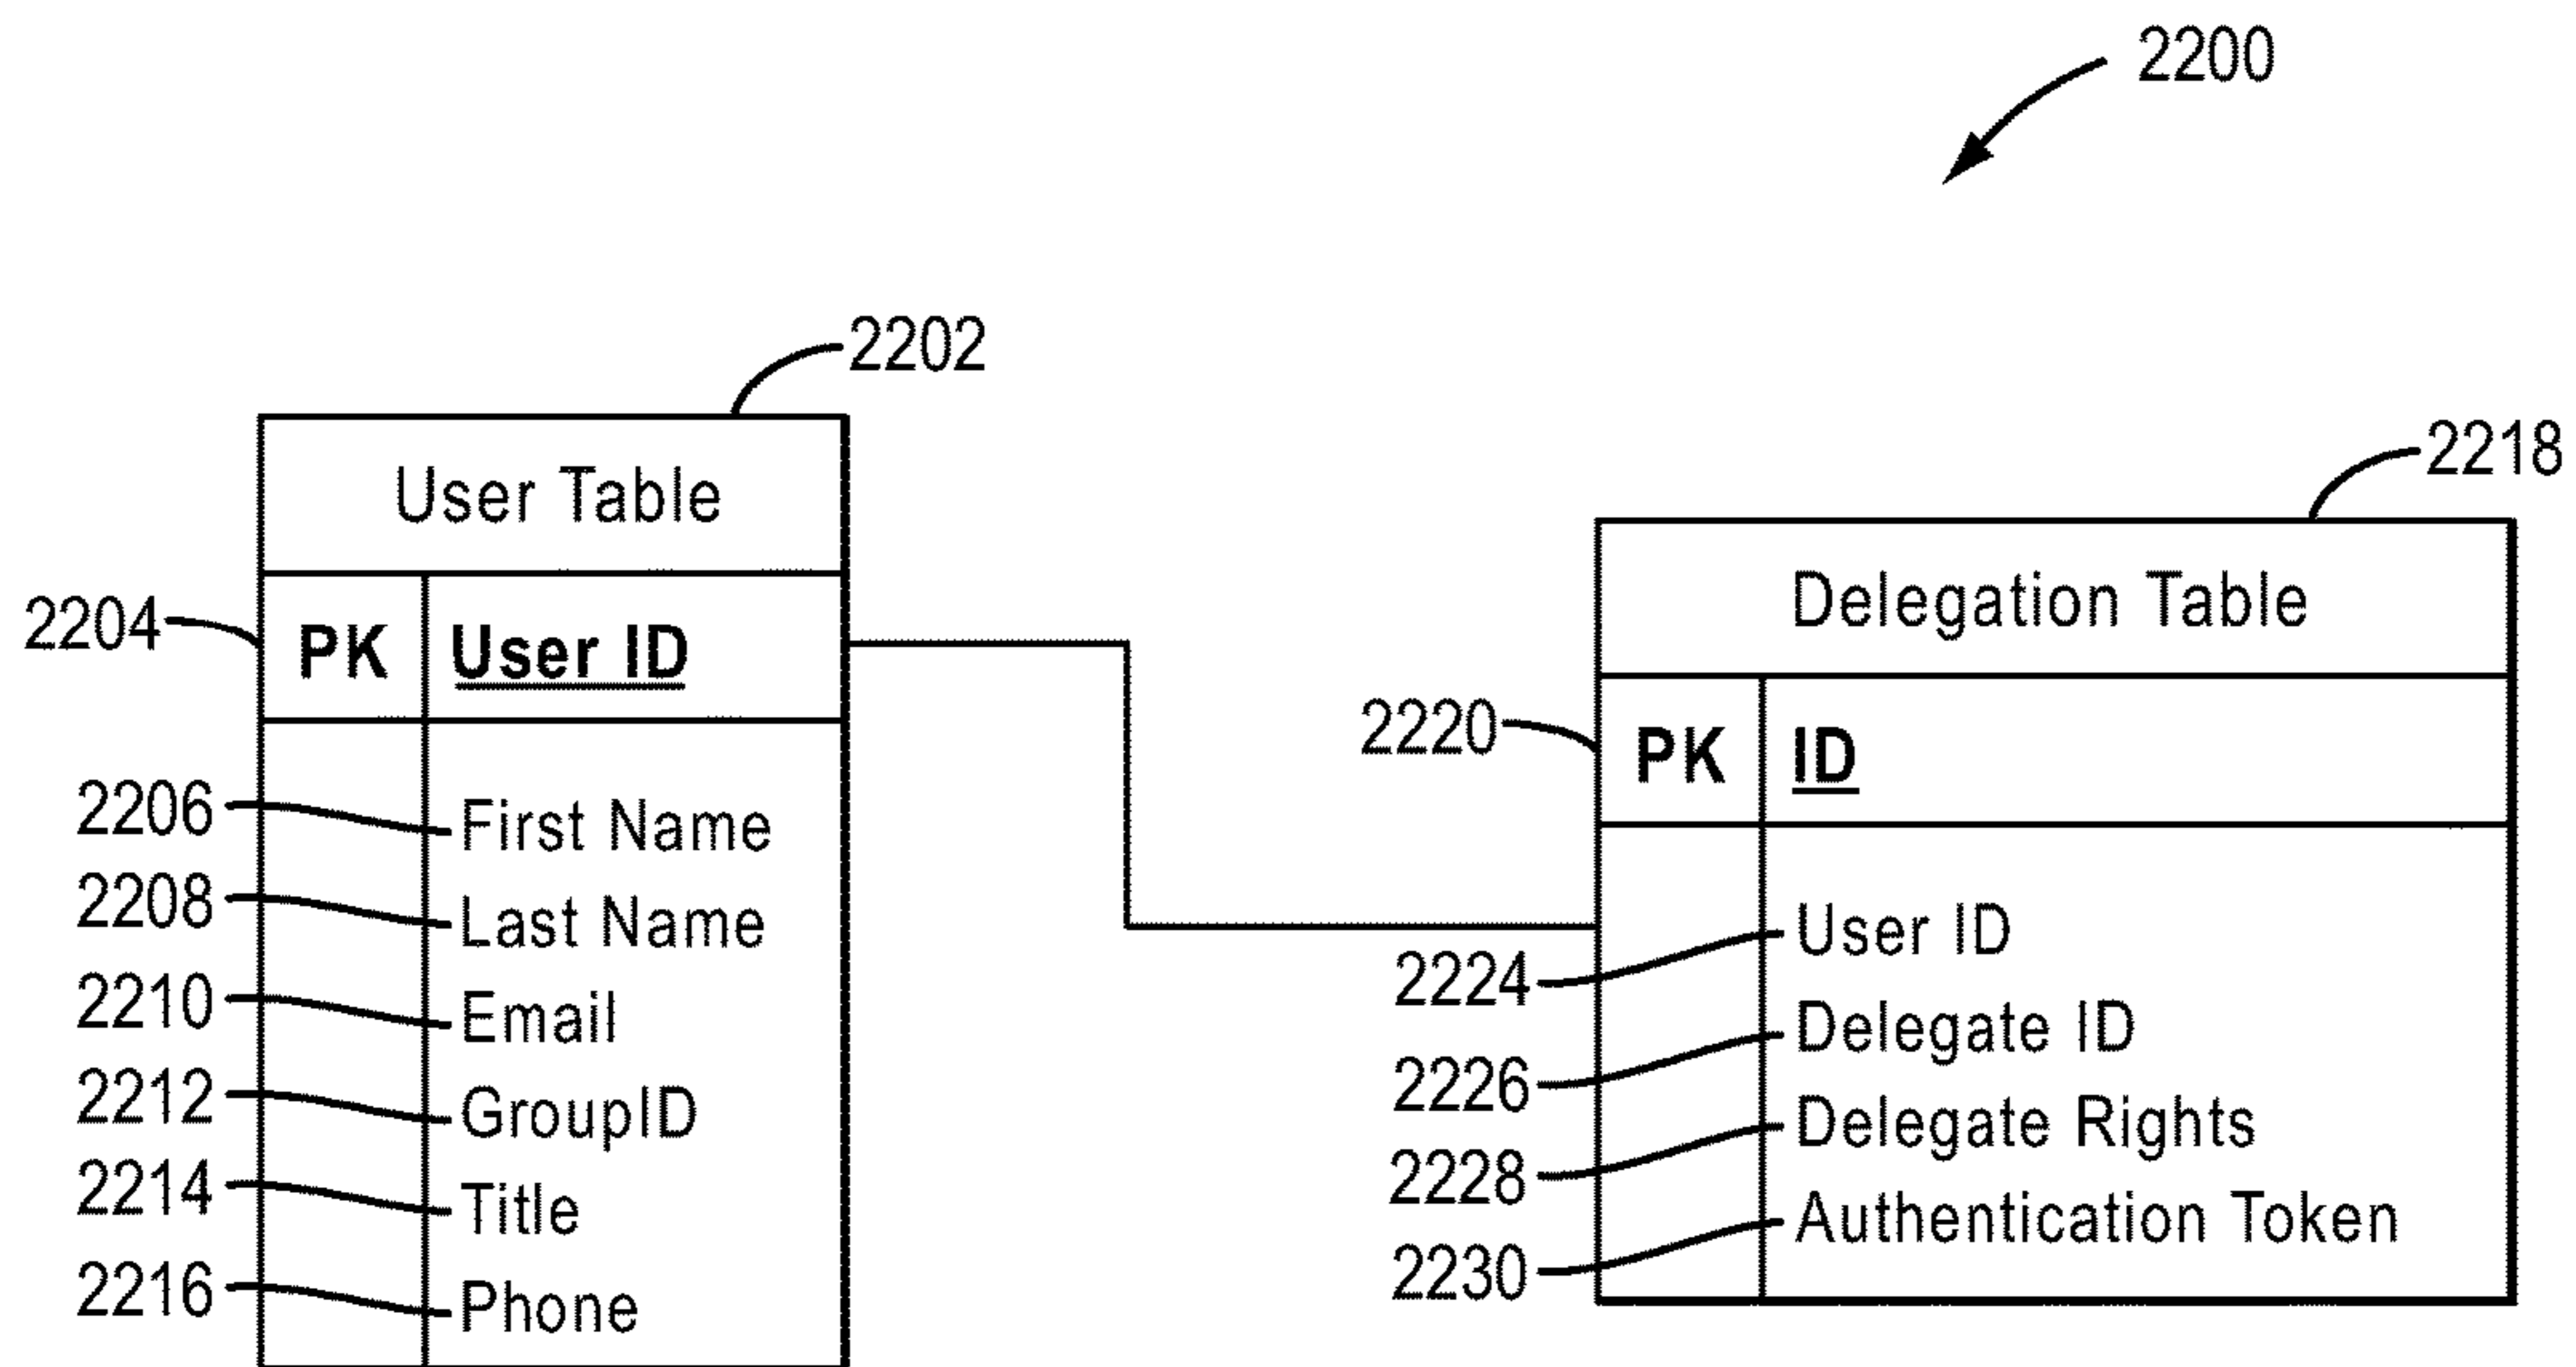 2200
2202
User Table
2204 PK User ID
2206 First Name
2208 Last Name
2210 Email
2212 GroupID
2214 Title
2216 Phone
2218
Delegation Table
2220 PK ID
2224 User ID
2226 Delegate ID
2228 Delegate Rights
2230 Authentication Token